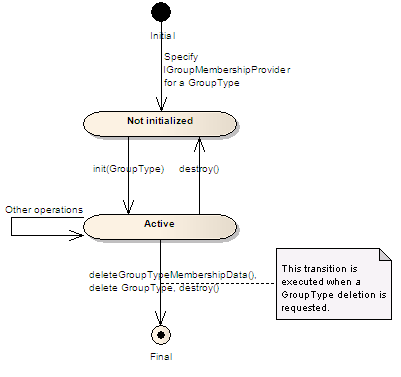 Initial
Specify
IGroupMembershipProvider
for a GroupType
Not initialized
init(GroupType)
destroy()
Other operations
Active
deleteGroupTypeMembershipData(),
delete GroupType, destroy()
This transition is
executed when a
GroupType deletion is
requested.
Final